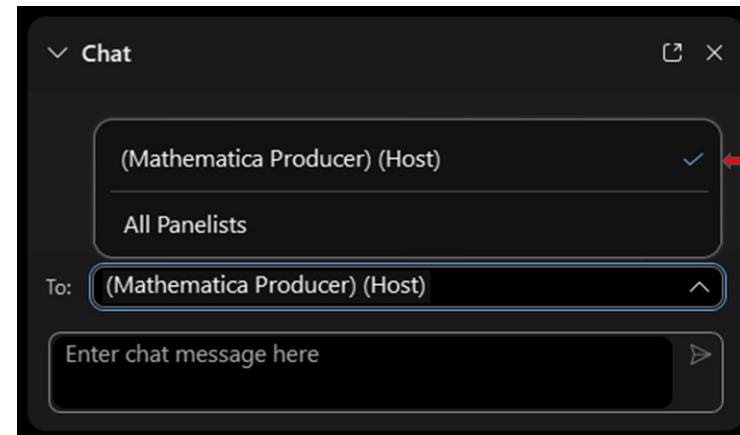 Chat
(Mathematica Producer) (Host)
All Panelists
To: (Mathematica Producer) (Host)
Enter chat message here